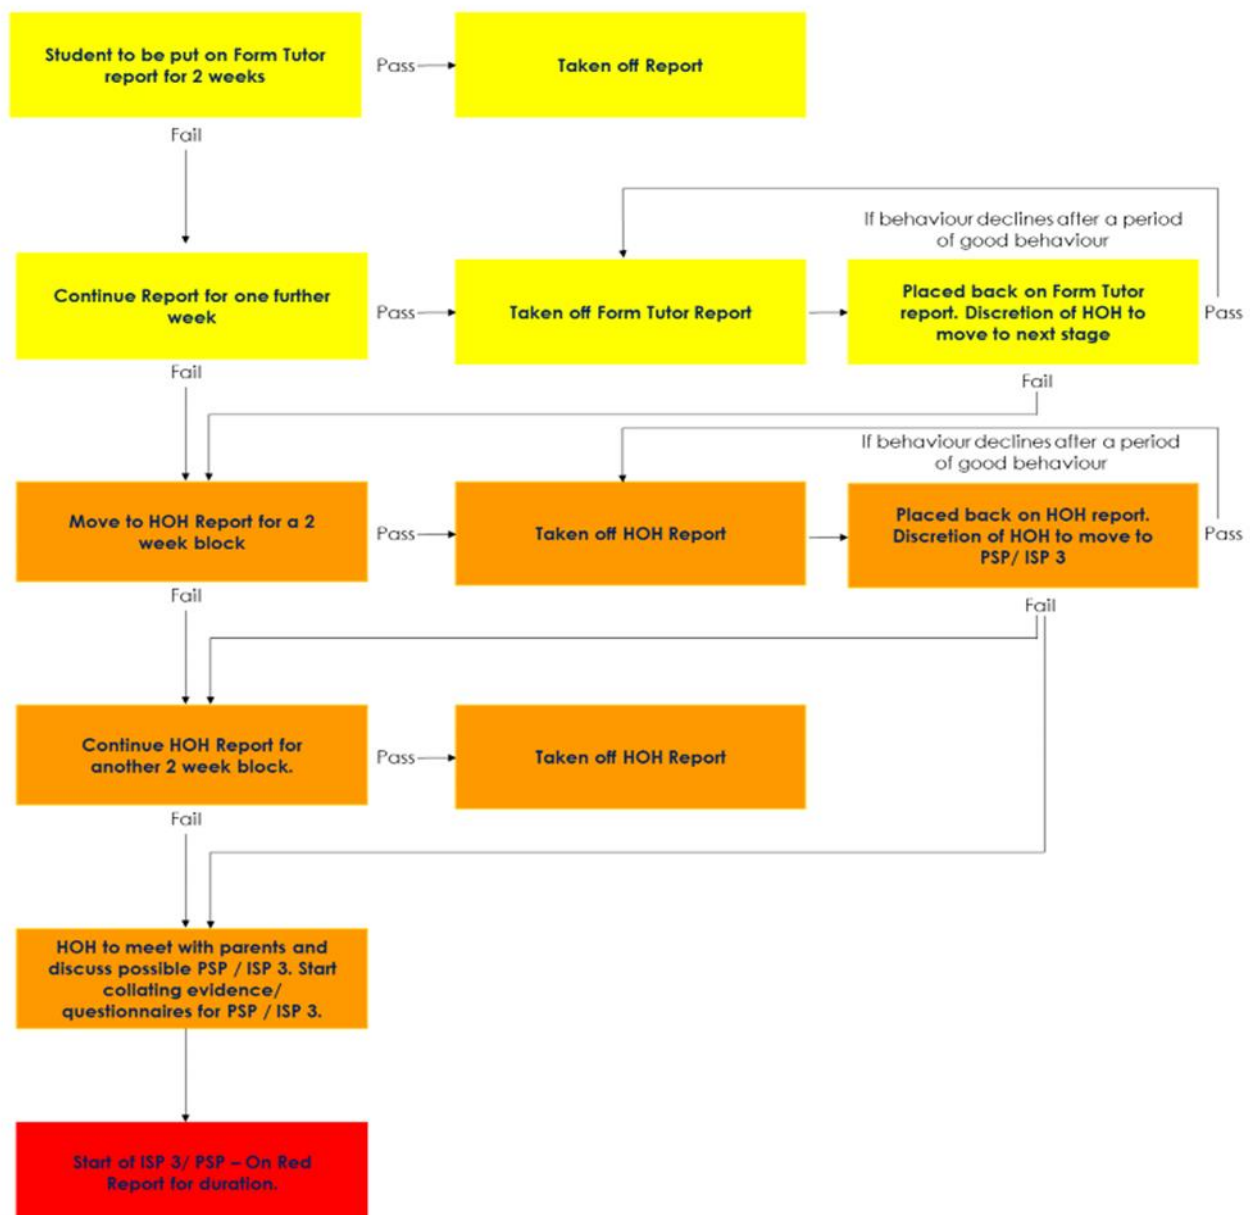 Student to be put on Form Tutor
report for 2 weeks
Pass
Taken off Report
Fail
If behaviour declines after a period
of good behaviour
Continue Report for one further
week
Pass
Taken off Form Tutor Report
Placed back on Form Tutor
report. Discretion of HOH to
move to next stage
Pass
Fail
Fail
If behaviour declines after a period
of good behaviour
Move to HOH Report for a 2
week block
Pass
Taken off HOH Report
Placed back on HOH report.
Discretion of HOH to move to
PSP/ ISP 3
Pass
Fail
Fail
Continue HOH Report for
another 2 week block.
Pass
Taken off HOH Report
Fail
HOH to meet with parents and
discuss possible PSP / ISP 3. Start
collating evidence/
questionnaires for PSP / ISP 3.
Start of ISP 3/ PSP – On Red
Report for duration.